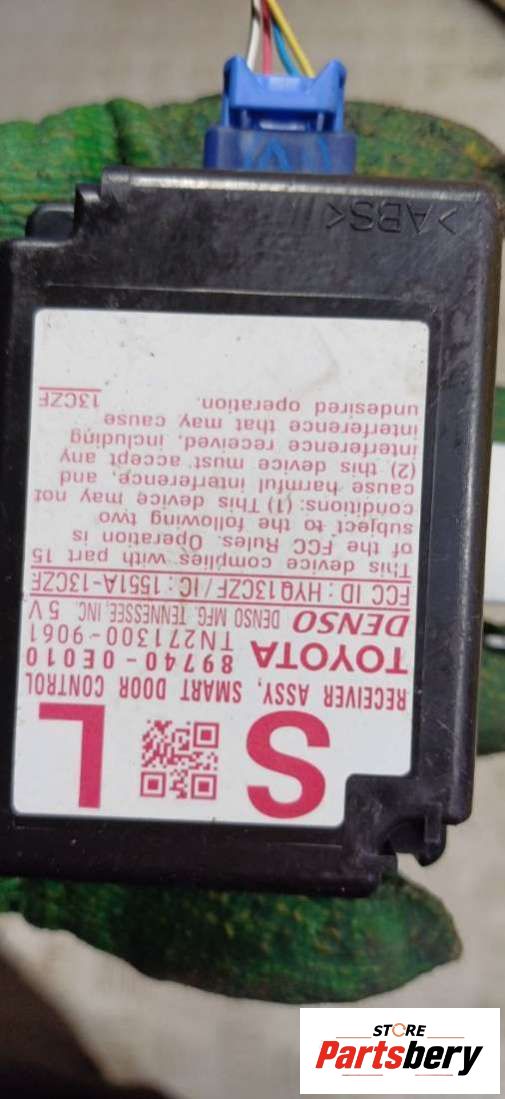 >ABS<
S L
RECEIVER ASSY, SMART DOOR CONTROL
TOYOTA 89740-0E010
TN271300-9061
DENSO DENSO MFG. TENNESSEE, INC. 5 V
FCC ID : HYQ13CZF / IC : 1551A-13CZF
This device complies with part 15
of the FCC Rules. Operation is
subject to the following two
conditions: (1) This device may not
cause harmful interference, and
(2) this device must accept any
interference received, including
interference that may cause
undesired operation. 13CZF
STORE
Partsbery